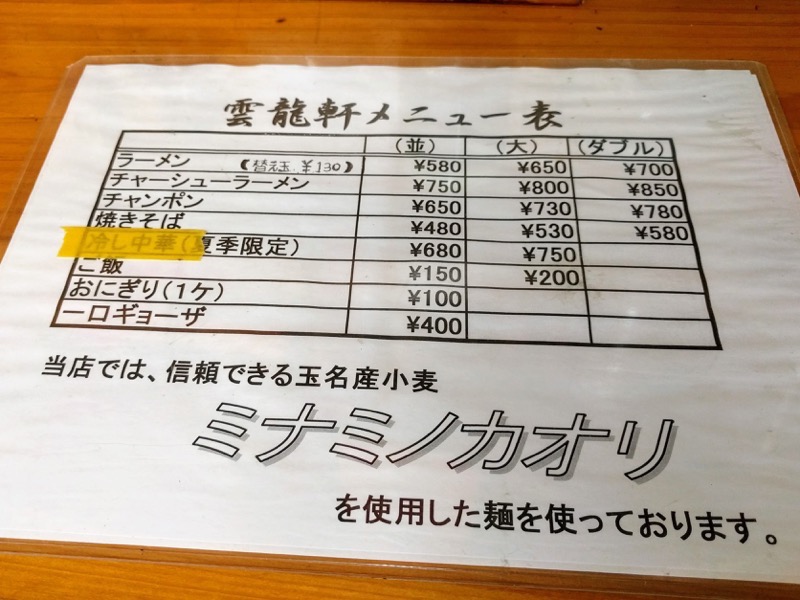 雲龍軒メニュー表
(並) (大) (ダブル)
ラーメン (替え玉 ¥130) ¥580 ¥650 ¥700
チャーシューラーメン ¥750 ¥800 ¥850
チャンポン ¥650 ¥730 ¥780
焼きそば ¥480 ¥530 ¥580
冷し中華(夏季限定) ¥680 ¥750
ご飯 ¥150 ¥200
おにぎり(1ケ) ¥100
一口ギョーザ ¥400
当店では、信頼できる玉名産小麦
ミナミノカオリ
を使用した麺を使っております。